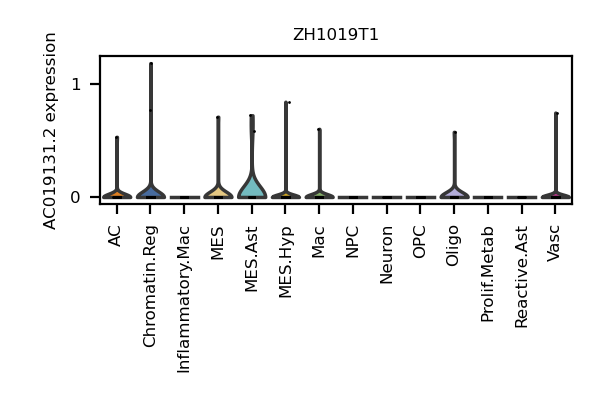 ZH1019T1
AC019131.2 expression
1
0
AC
Chromatin.Reg
Inflammatory.Mac
MES
MES.Ast
MES.Hyp
Mac
NPC
Neuron
OPC
Oligo
Prolif.Metab
Reactive.Ast
Vasc